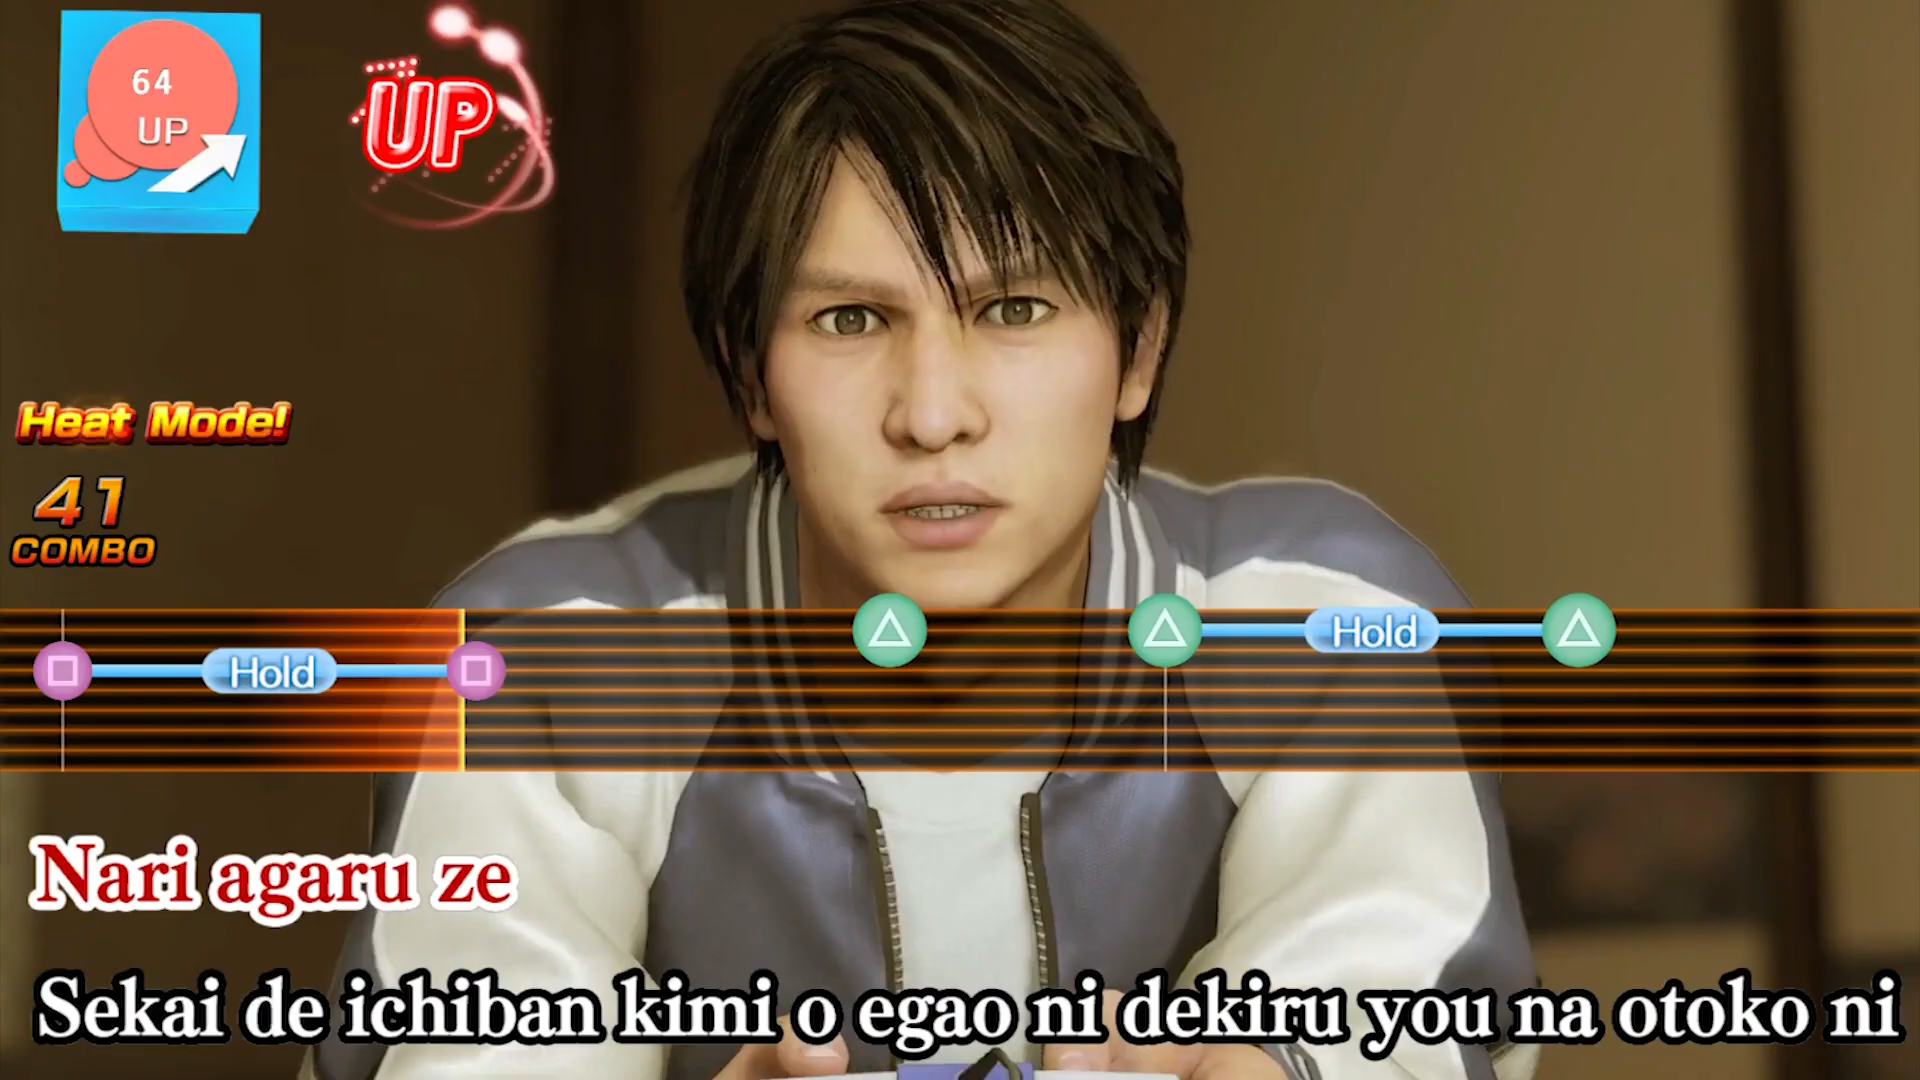 64
UP
UP
Heat Mode!
41
COMBO
Hold
Hold
Nari agaru ze
Sekai de ichiban kimi o egao ni dekiru you na otoko ni